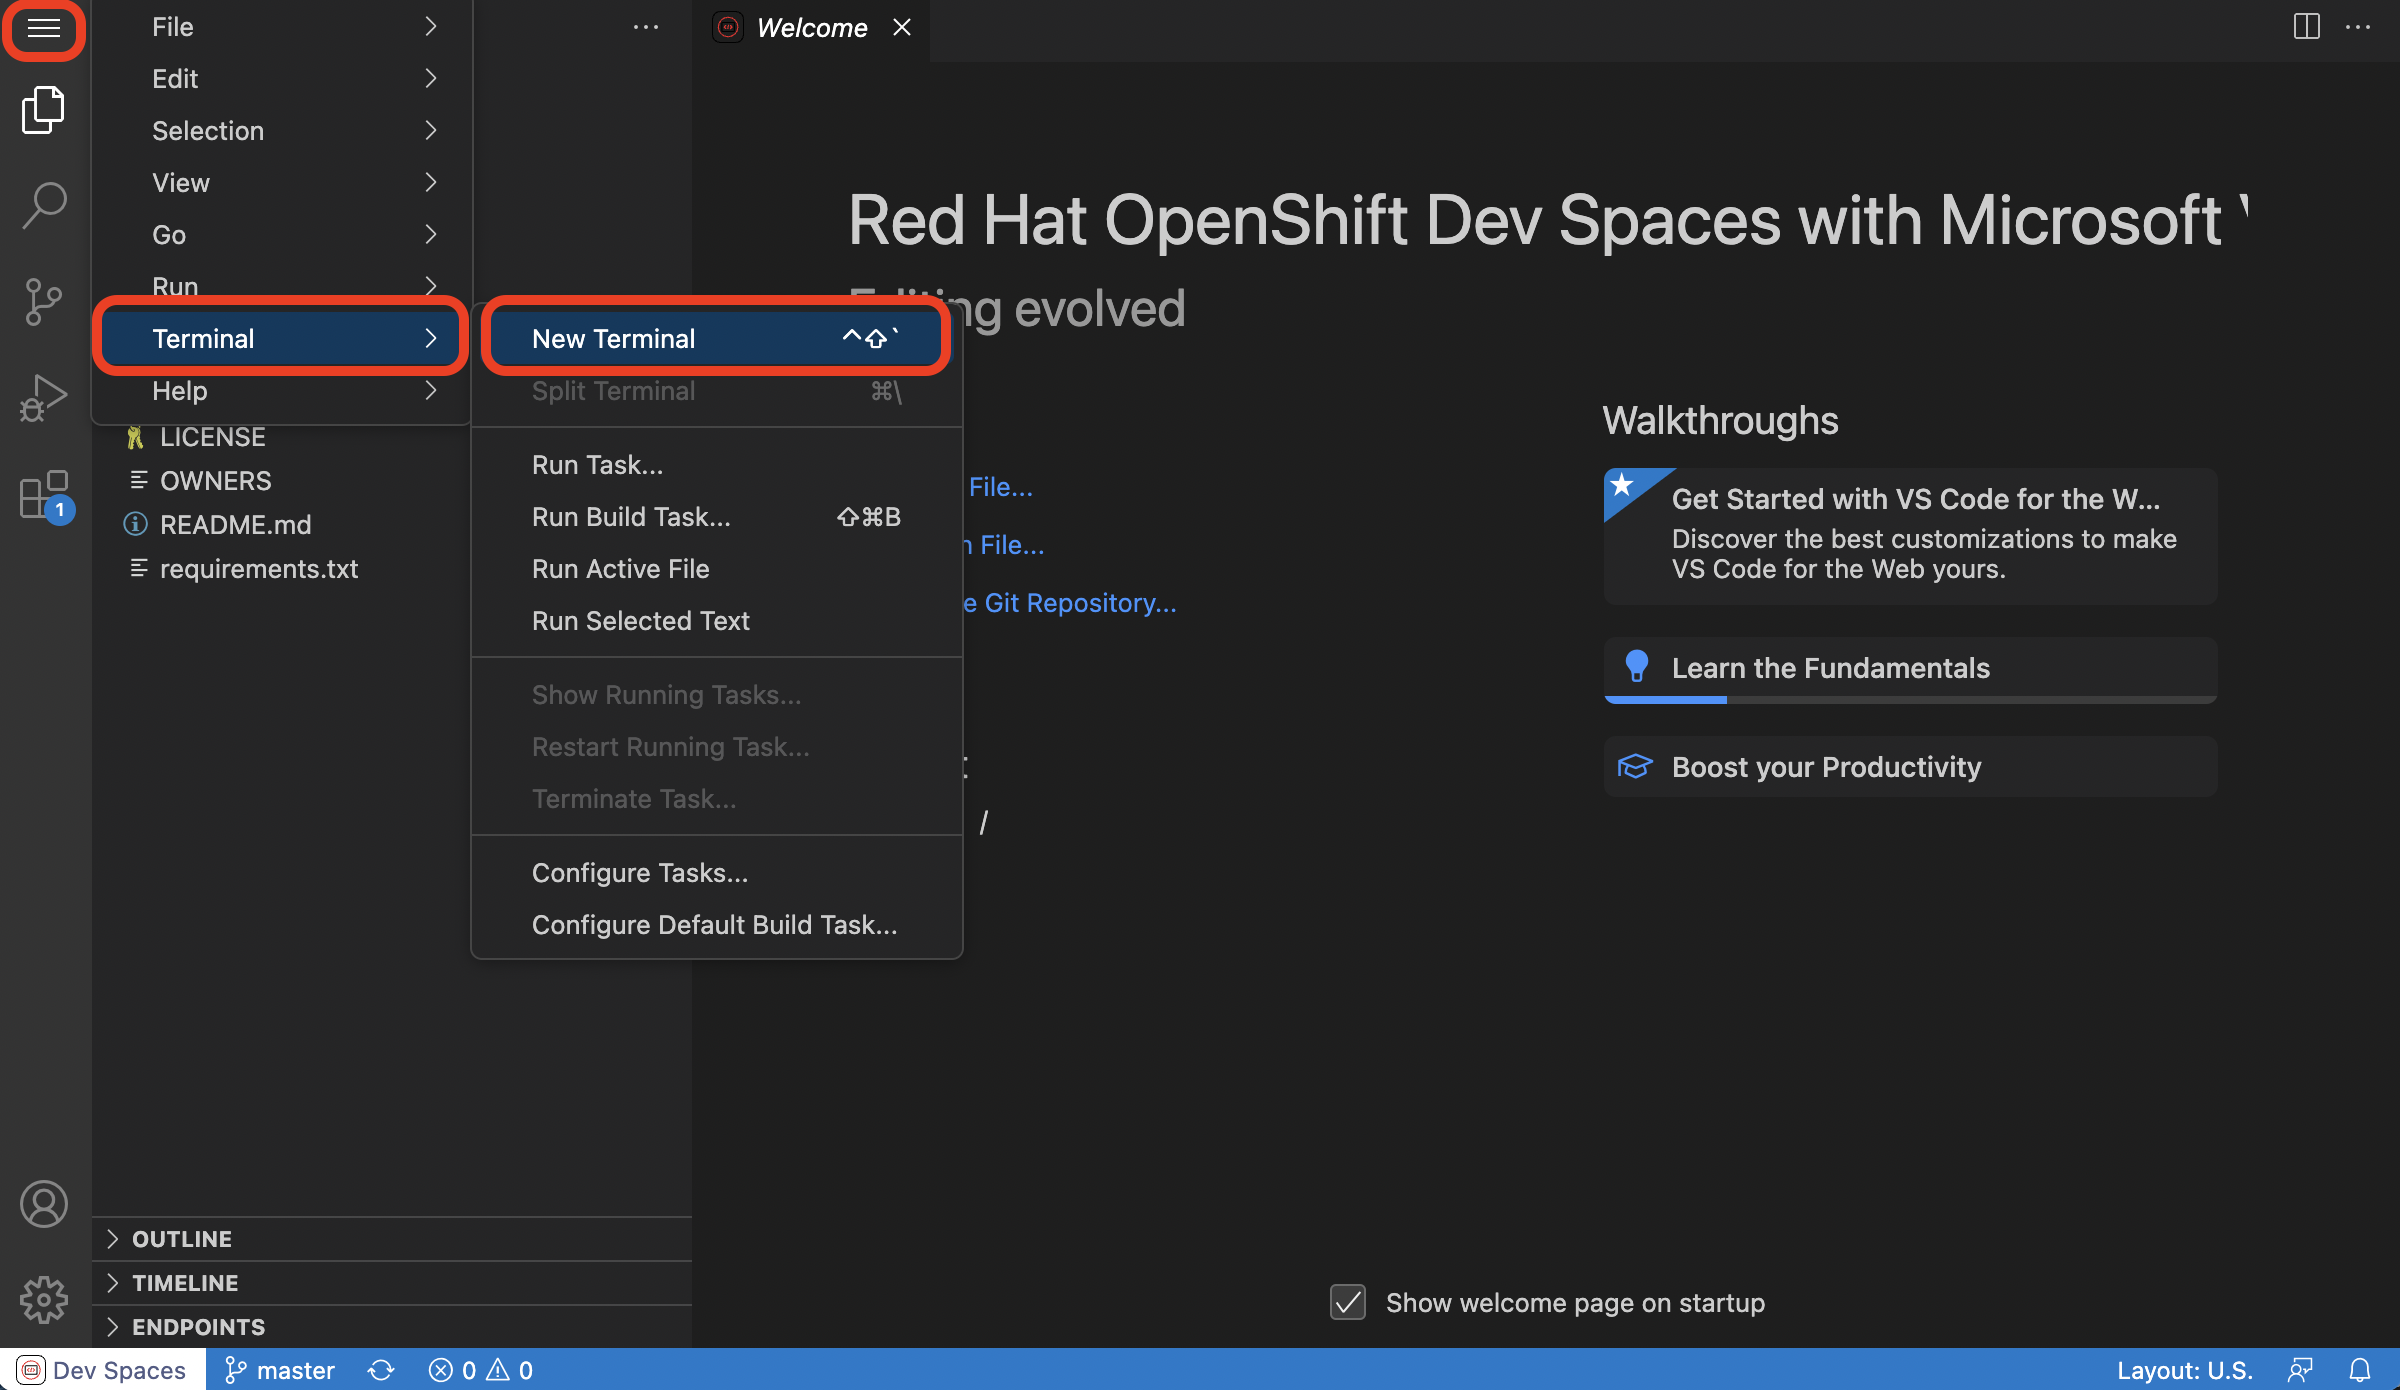 File
Edit
Selection
View
Go
Run
Terminal
Help
New Terminal ^⇧`
Split Terminal ⌘\
Run Task...
Run Build Task... ⇧⌘B
Run Active File
Run Selected Text
Show Running Tasks...
Restart Running Task...
Terminate Task...
Configure Tasks...
Configure Default Build Task...
LICENSE
OWNERS
README.md
requirements.txt
1
OUTLINE
TIMELINE
ENDPOINTS
Welcome
Red Hat OpenShift Dev Spaces with Microsoft
Editing evolved
File...
File...
Git Repository...
/
Walkthroughs
Get Started with VS Code for the W...
Discover the best customizations to make
VS Code for the Web yours.
Learn the Fundamentals
Boost your Productivity
Show welcome page on startup
Dev Spaces master 0 0 Layout: U.S.